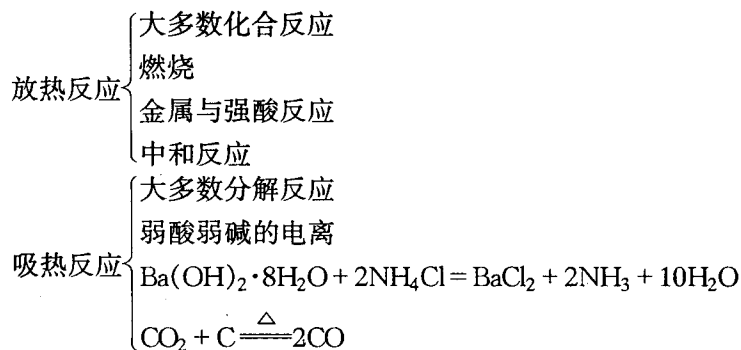 放热反应
大多数化合反应
燃烧
金属与强酸反应
中和反应
吸热反应
大多数分解反应
弱酸弱碱的电离
Ba(OH)₂·8H₂O + 2NH₄Cl = BaCl₂ + 2NH₃ + 10H₂O
CO₂ + C \xlongequal{△} 2CO